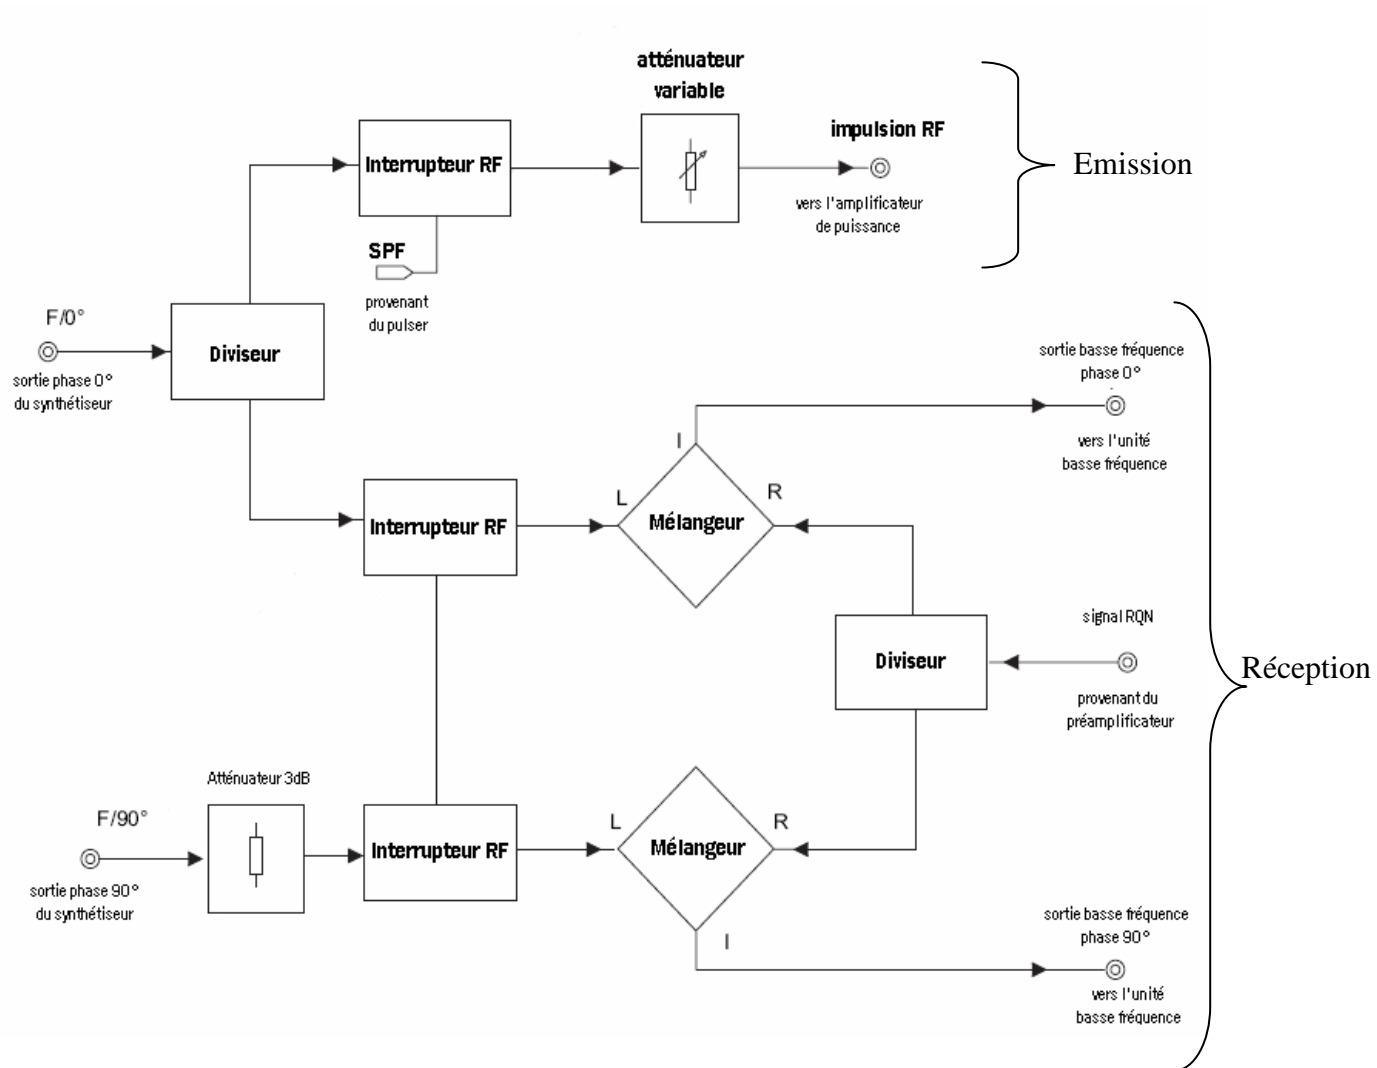 atténuateur
variable
impulsion RF
Interrupteur RF
Emission
vers l'amplificateur
de puissance
SPF
provenant
du pulser
F/0°
Diviseur
sortie phase 0°
du synthétiseur
sortie basse fréquence
phase 0°
vers l'unité
basse fréquence
I
L
R
Interrupteur RF
Mélangeur
signal RQN
Diviseur
Réception
provenant du
préamplificateur
Atténuateur 3dB
F/90°
L
R
Interrupteur RF
Mélangeur
sortie phase 90°
du synthétiseur
I
sortie basse fréquence
phase 90°
vers l'unité
basse fréquence